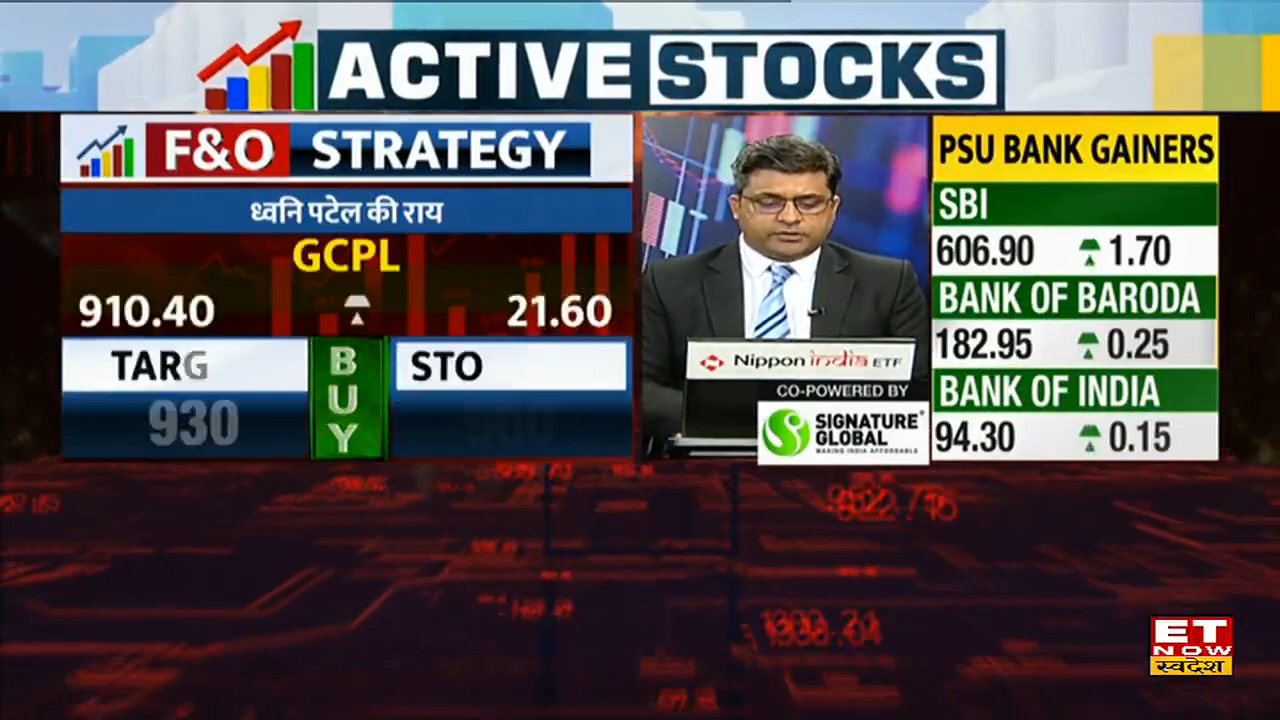 ACTIVE STOCKS
F&O STRATEGY
ध्वनि पटेल की राय
GCPL
910.40 21.60
TARG
930
BUY
STO
Nippon india ETF
CO-POWERED BY
SIGNATURE GLOBAL
MAKING INDIA AFFORDABLE
PSU BANK GAINERS
SBI
606.90 1.70
BANK OF BARODA
182.95 0.25
BANK OF INDIA
94.30 0.15
ET
NOW
स्वदेश